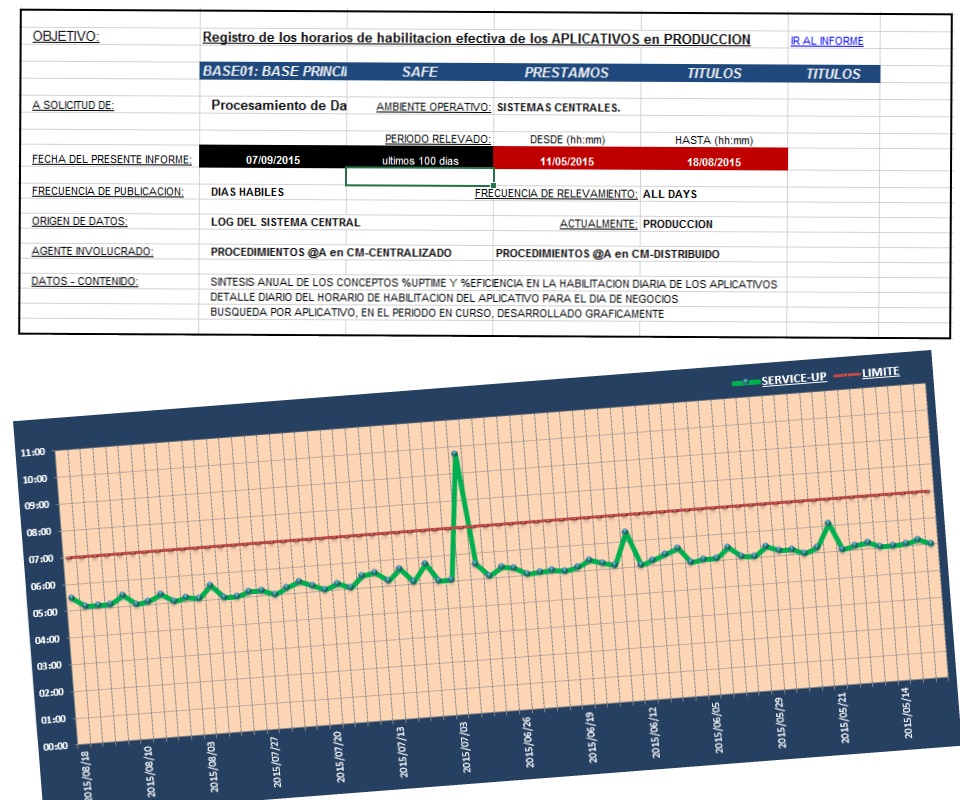 OBJETIVO: Registro de los horarios de habilitacion efectiva de los APLICATIVOS en PRODUCCION IR AL INFORME
BASE01: BASE PRINCII SAFE PRESTAMOS TITULOS TITULOS
A SOLICITUD DE: Procesamiento de Da AMBIENTE OPERATIVO: SISTEMAS CENTRALES.
PERIODO RELEVADO: DESDE (hh:mm) HASTA (hh:mm)
FECHA DEL PRESENTE INFORME: 07/09/2015 ultimos 100 dias 11/05/2015 18/08/2015
FRECUENCIA DE PUBLICACION: DIAS HABILES FRECUENCIA DE RELEVAMIENTO: ALL DAYS
ORIGEN DE DATOS: LOG DEL SISTEMA CENTRAL ACTUALMENTE: PRODUCCION
AGENTE INVOLUCRADO: PROCEDIMIENTOS @A en CM-CENTRALIZADO PROCEDIMIENTOS @A en CM-DISTRIBUIDO
DATOS - CONTENIDO: SINTESIS ANUAL DE LOS CONCEPTOS %UPTIME Y %EFICIENCIA EN LA HABILITACION DIARIA DE LOS APLICATIVOS
DETALLE DIARIO DEL HORARIO DE HABILITACION DEL APLICATIVO PARA EL DIA DE NEGOCIOS
BUSQUEDA POR APLICATIVO, EN EL PERIODO EN CURSO, DESARROLLADO GRAFICAMENTE
SERVICE-UP LIMITE
11:00
10:00
09:00
08:00
07:00
06:00
05:00
04:00
03:00
02:00
01:00
00:00
2015/08/18 2015/08/10 2015/08/03 2015/07/27 2015/07/20 2015/07/13 2015/07/03 2015/06/26 2015/06/19 2015/06/12 2015/06/05 2015/05/29 2015/05/21 2015/05/14